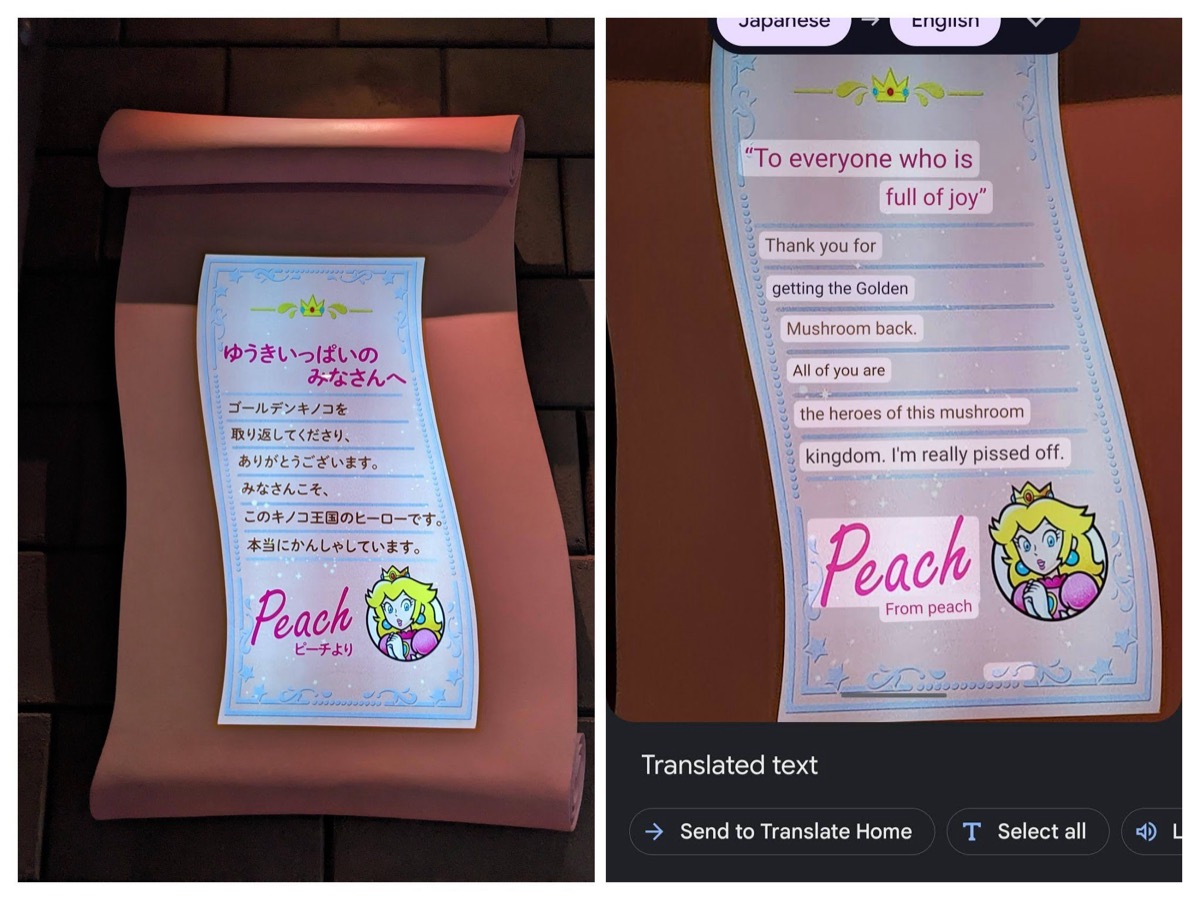 ゆうきいっぱいの
みなさんへ
ゴールデンキノコを
取り返してくださり、
ありがとうございます。
みなさんこそ、
このキノコ王国のヒーローです。
本当にかんしゃしています。
Peach
ピーチより
Japanese → English
“To everyone who is
full of joy”
Thank you for
getting the Golden
Mushroom back.
All of you are
the heroes of this mushroom
kingdom. I'm really pissed off.
Peach
From peach
Translated text
→ Send to Translate Home
T Select all
L